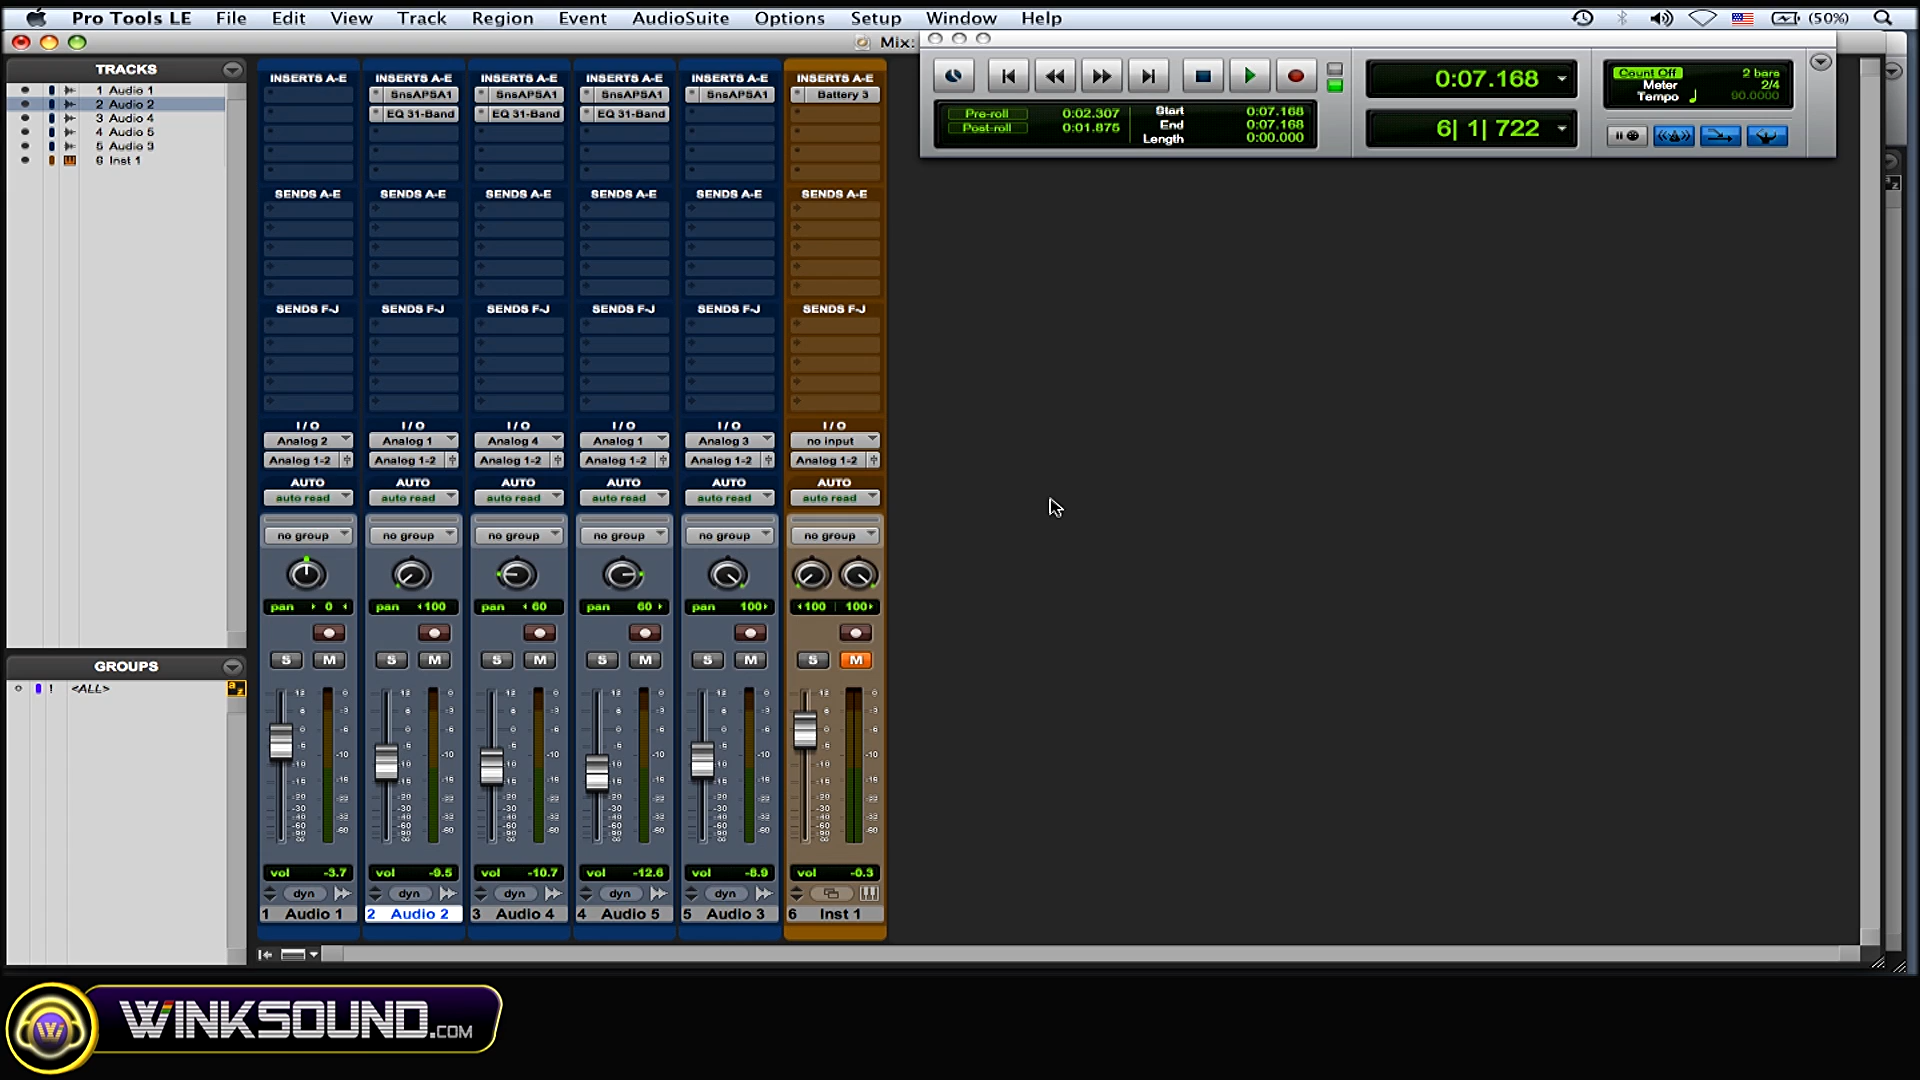 Pro Tools LE File Edit View Track Region Event AudioSuite Options Setup Window Help (50%)
Mix:
TRACKS
1 Audio 1
2 Audio 2
3 Audio 4
4 Audio 5
5 Audio 3
6 Inst 1
GROUPS
! <ALL>
a z
0:07.168
6| 1| 722
Pre-roll 0:02.307
Post-roll 0:01.875
Start 0:07.168
End 0:07.168
Length 0:00.000
Count Off 2 bars
Meter 2/4
Tempo 90.0000
INSERTS A-E INSERTS A-E INSERTS A-E INSERTS A-E INSERTS A-E INSERTS A-E
SnsAPSA1 SnsAPSA1 SnsAPSA1 SnsAPSA1 Battery 3
EQ 31-Band EQ 31-Band EQ 31-Band
SENDS A-E SENDS A-E SENDS A-E SENDS A-E SENDS A-E SENDS A-E
SENDS F-J SENDS F-J SENDS F-J SENDS F-J SENDS F-J SENDS F-J
I/O I/O I/O I/O I/O I/O
Analog 2 Analog 1 Analog 4 Analog 1 Analog 3 no input
Analog 1-2 Analog 1-2 Analog 1-2 Analog 1-2 Analog 1-2 Analog 1-2
AUTO AUTO AUTO AUTO AUTO AUTO
auto read auto read auto read auto read auto read auto read
no group no group no group no group no group no group
pan 0 pan 100 pan 60 pan 60 pan 100 100 100
S M S M S M S M S M S M
vol -3.7 vol -9.5 vol -10.7 vol -12.6 vol -8.9 vol -0.3
dyn dyn dyn dyn dyn
1 Audio 1 2 Audio 2 3 Audio 4 4 Audio 5 5 Audio 3 6 Inst 1
W WINKSOUND.COM